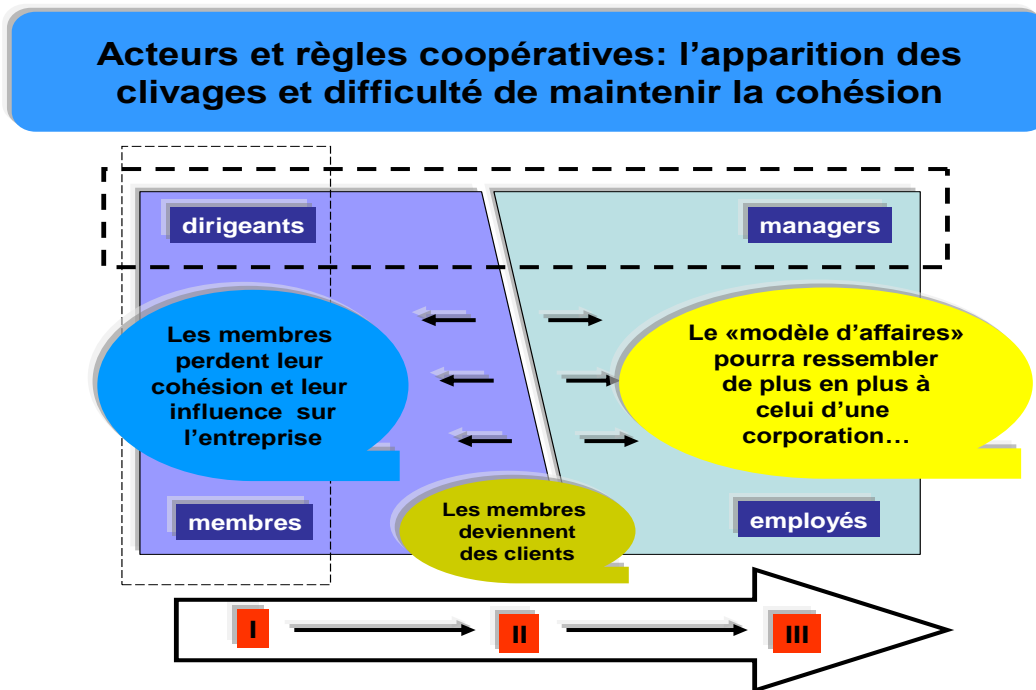 Acteurs et règles coopératives: l’apparition des
clivages et difficulté de maintenir la cohésion
dirigeants
managers
Les membres
perdent leur
cohésion et leur
influence sur
l’entreprise
Le «modèle d’affaires»
pourra ressembler
de plus en plus à
celui d’une
corporation…
membres
Les membres
deviennent
des clients
employés
I
II
III